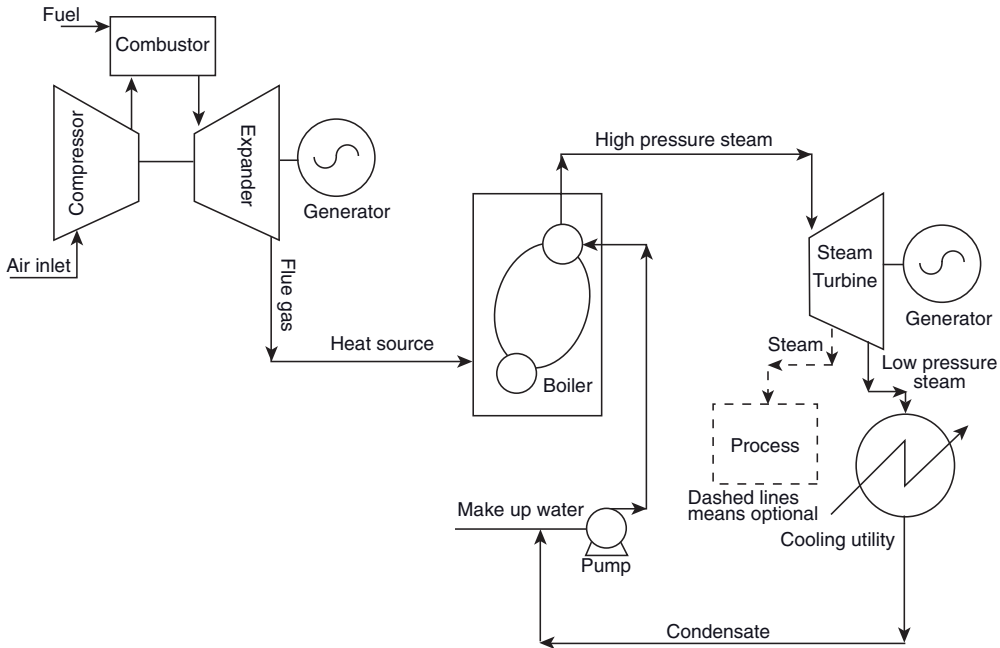 Fuel
Combustor
Compressor
Expander
Generator
Air inlet
Flue gas
Heat source
High pressure steam
Boiler
Steam
Turbine
Generator
Steam
Low pressure
steam
Process
Dashed lines
means optional
Cooling utility
Make up water
Pump
Condensate